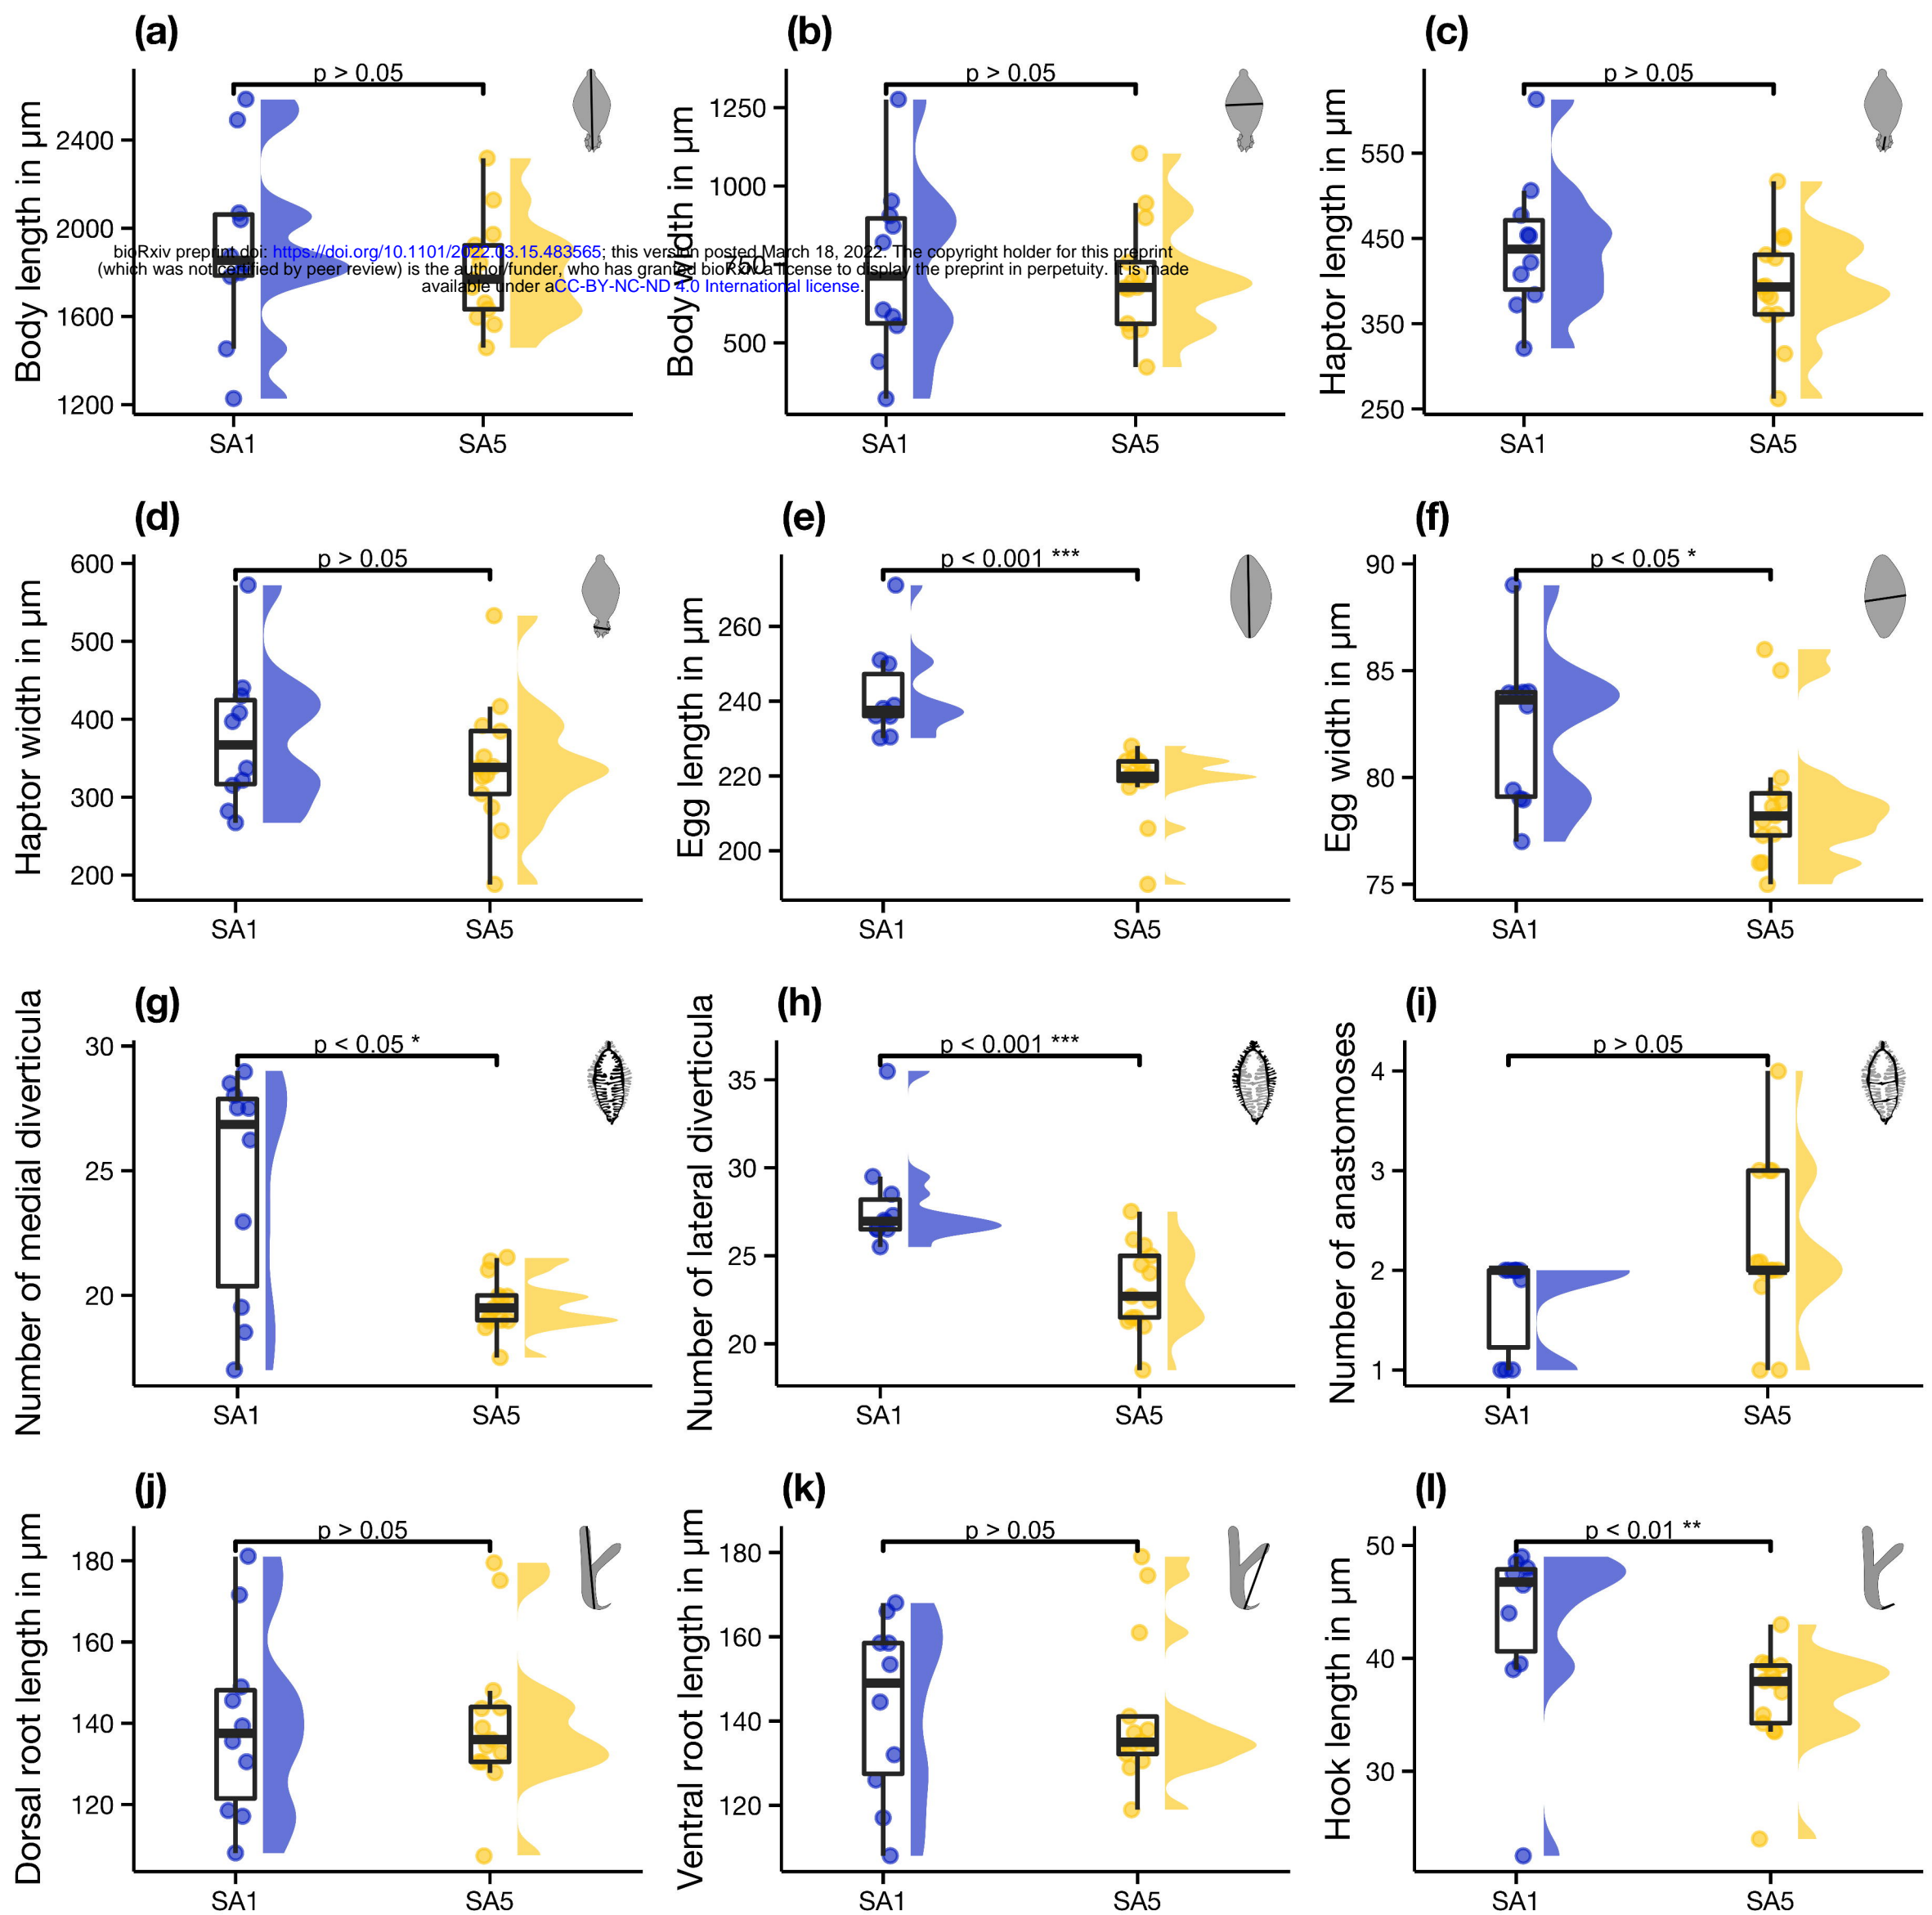 (a)
p > 0.05
Body length in µm
2400
2000
1600
1200
SA1
SA5
(b)
p > 0.05
Body width in µm
1250
1000
750
500
SA1
SA5
(c)
p > 0.05
Haptor length in µm
550
450
350
250
SA1
SA5
bioRxiv preprint doi: https://doi.org/10.1101/2022.03.15.483565; this version posted March 18, 2022. The copyright holder for this preprint
(which was not certified by peer review) is the author/funder, who has granted bioRxiv a license to display the preprint in perpetuity. It is made
available under aCC-BY-NC-ND 4.0 International license.
(d)
p > 0.05
Haptor width in µm
600
500
400
300
200
SA1
SA5
(e)
p < 0.001 ***
Egg length in µm
260
240
220
200
SA1
SA5
(f)
p < 0.05 *
Egg width in µm
90
85
80
75
SA1
SA5
(g)
p < 0.05 *
Number of medial diverticula
30
25
20
SA1
SA5
(h)
p < 0.001 ***
Number of lateral diverticula
35
30
25
20
SA1
SA5
(i)
p > 0.05
Number of anastomoses
4
3
2
1
SA1
SA5
(j)
p > 0.05
Dorsal root length in µm
180
160
140
120
SA1
SA5
(k)
p > 0.05
Ventral root length in µm
180
160
140
120
SA1
SA5
(l)
p < 0.01 **
Hook length in µm
50
40
30
SA1
SA5